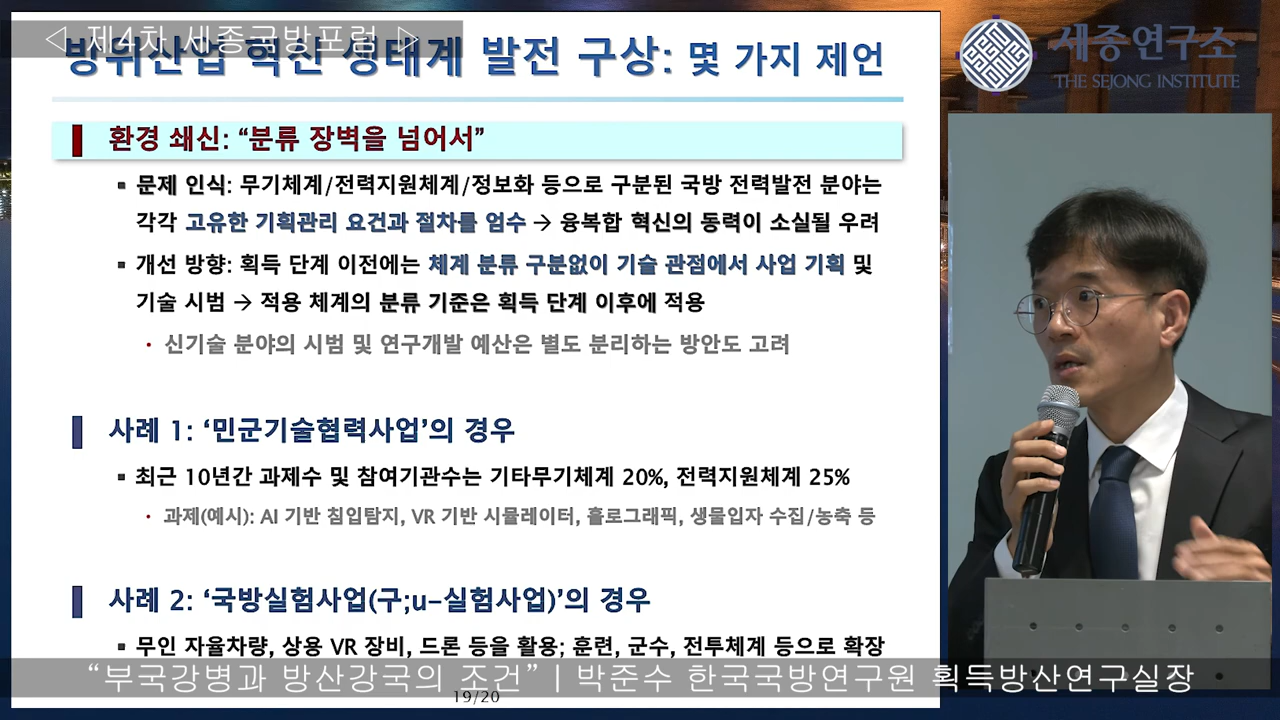 ◁ 제4차 세종국방포럼 ▷
방위산업 혁신 생태계 발전 구상: 몇 가지 제언
세종연구소
THE SEJONG INSTITUTE
환경 쇄신: “분류 장벽을 넘어서”
▪ 문제 인식: 무기체계/전력지원체계/정보화 등으로 구분된 국방 전력발전 분야는
각각 고유한 기획관리 요건과 절차를 엄수 → 융복합 혁신의 동력이 소실될 우려
▪ 개선 방향: 획득 단계 이전에는 체계 분류 구분없이 기술 관점에서 사업 기획 및
기술 시범 → 적용 체계의 분류 기준은 획득 단계 이후에 적용
• 신기술 분야의 시범 및 연구개발 예산은 별도 분리하는 방안도 고려
사례 1: ‘민군기술협력사업’의 경우
▪ 최근 10년간 과제수 및 참여기관수는 기타무기체계 20%, 전력지원체계 25%
• 과제(예시): AI 기반 침입탐지, VR 기반 시뮬레이터, 홀로그래픽, 생물입자 수집/농축 등
사례 2: ‘국방실험사업(구;u-실험사업)’의 경우
▪ 무인 자율차량, 상용 VR 장비, 드론 등을 활용; 훈련, 군수, 전투체계 등으로 확장
“부국강병과 방산강국의 조건” | 박준수 한국국방연구원 획득방산연구실장
19/20